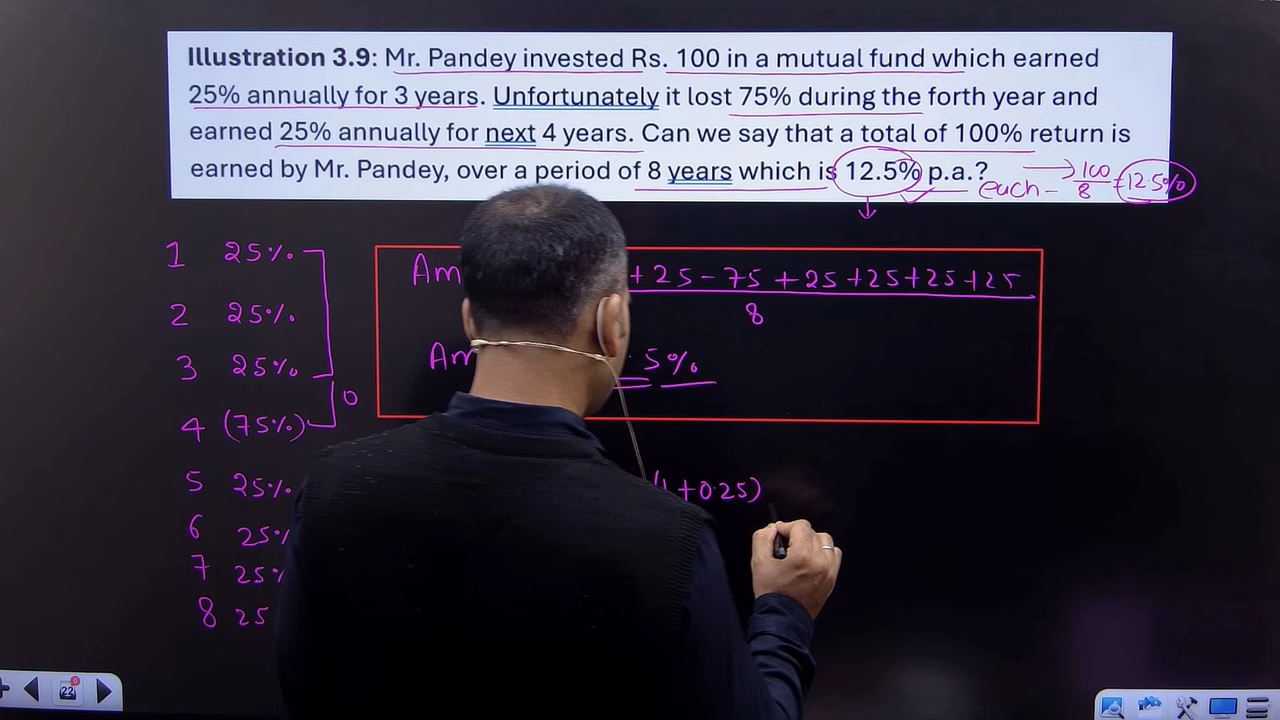 Illustration 3.9: Mr. Pandey invested Rs. 100 in a mutual fund which earned
25% annually for 3 years. Unfortunately it lost 75% during the forth year and
earned 25% annually for next 4 years. Can we say that a total of 100% return is
earned by Mr. Pandey, over a period of 8 years which is 12.5% p.a.?
each - → 100/8 = 12.5%
1 25%
2 25%
3 25%
4 (75%)
0
5 25%
6 25%
7 25%
8 25
Am + 25 - 75 + 25 + 25 + 25 + 25
8
Am . 5%
(1 + 0.25)
22